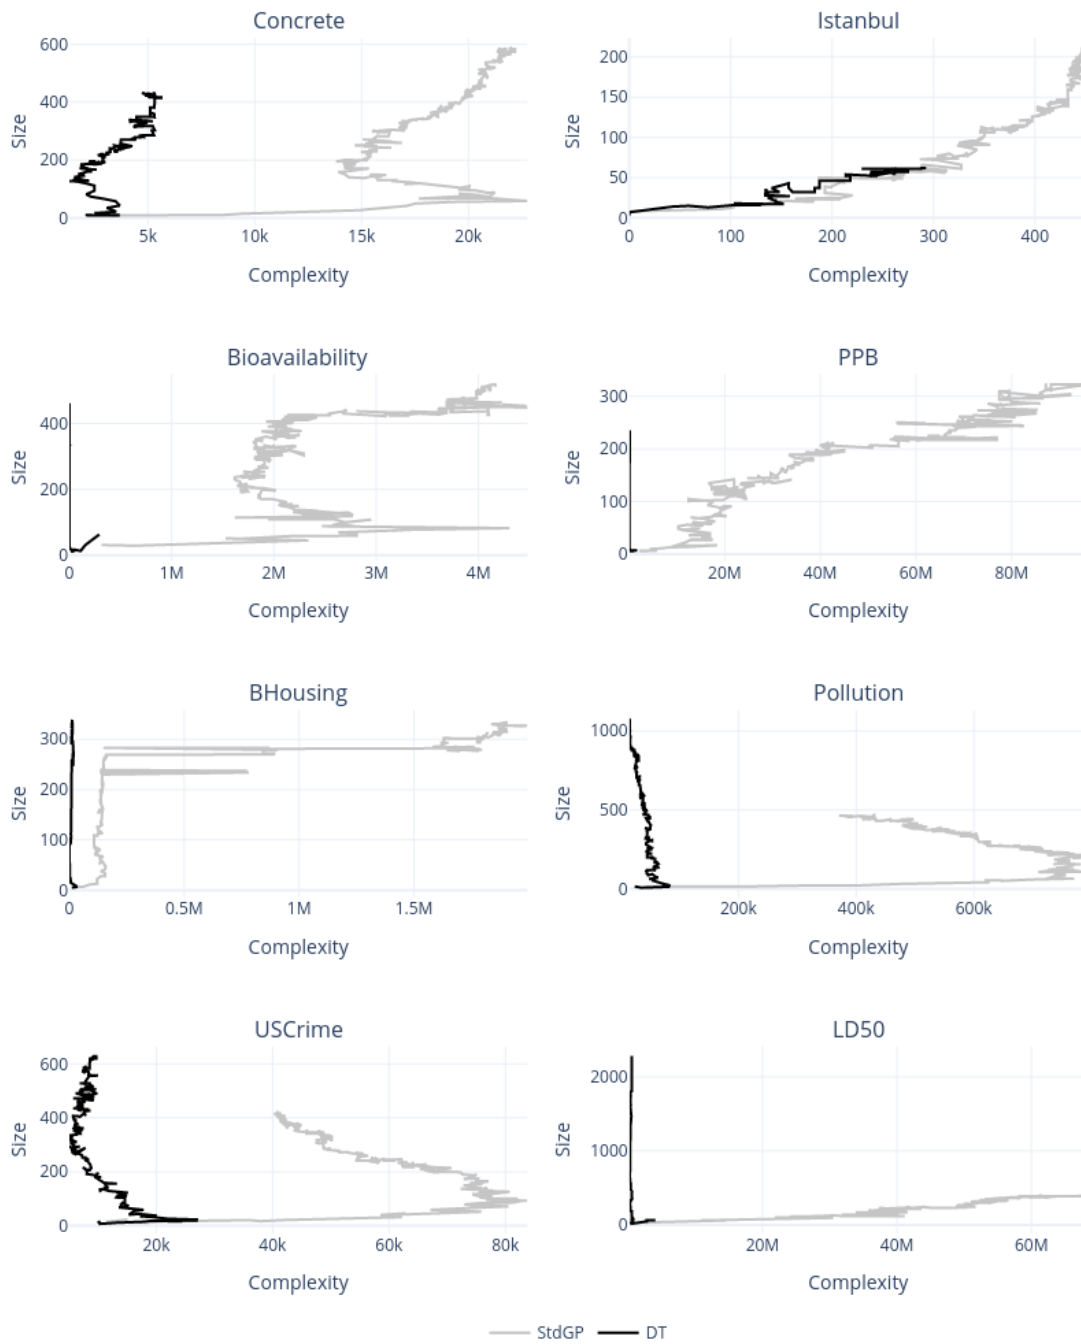 Concrete
Istanbul
600
400
200
0
Size
5k
10k
15k
20k
Complexity
200
150
100
50
0
Size
0
100
200
300
400
Complexity
Bioavailability
PPB
400
200
0
Size
0
1M
2M
3M
4M
Complexity
300
200
100
0
Size
20M
40M
60M
80M
Complexity
BHousing
Pollution
300
200
100
0
Size
0
0.5M
1M
1.5M
Complexity
1000
500
0
Size
200k
400k
600k
Complexity
USCrime
LD50
600
400
200
0
Size
20k
40k
60k
80k
Complexity
2000
1000
0
Size
20M
40M
60M
Complexity
StdGP
DT